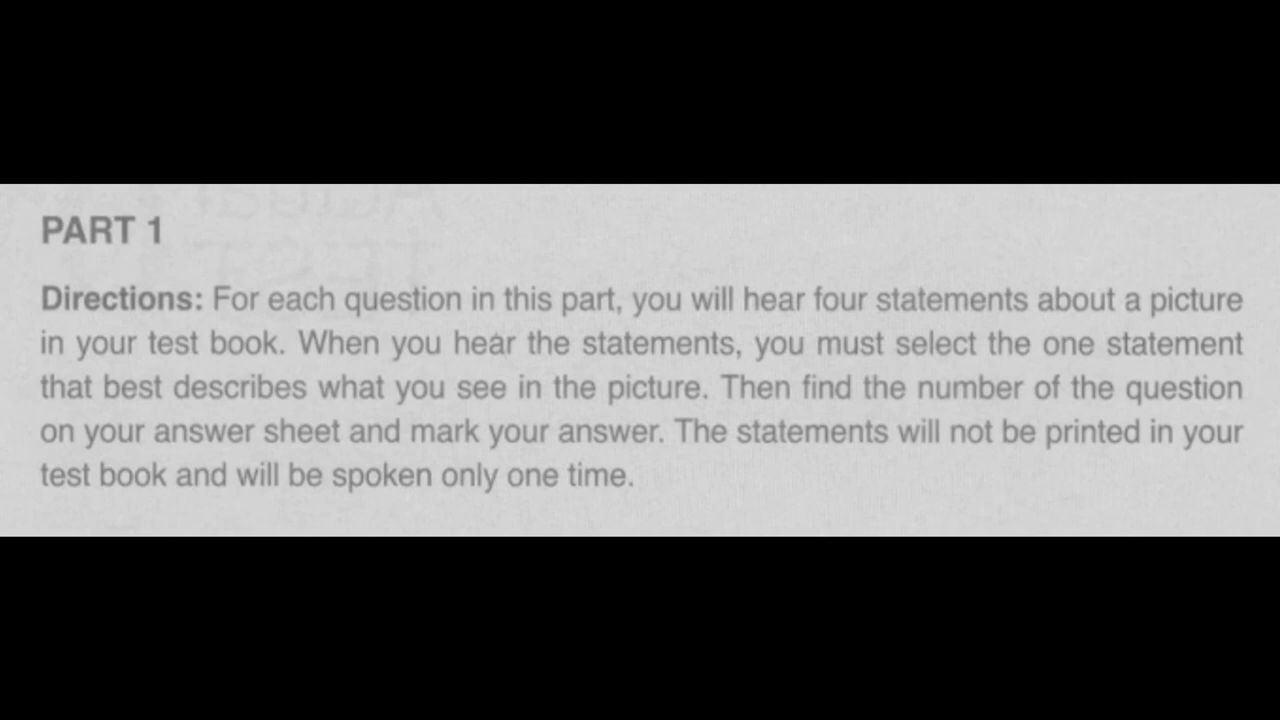 PART 1
Directions: For each question in this part, you will hear four statements about a picture
in your test book. When you hear the statements, you must select the one statement
that best describes what you see in the picture. Then find the number of the question
on your answer sheet and mark your answer. The statements will not be printed in your
test book and will be spoken only one time.